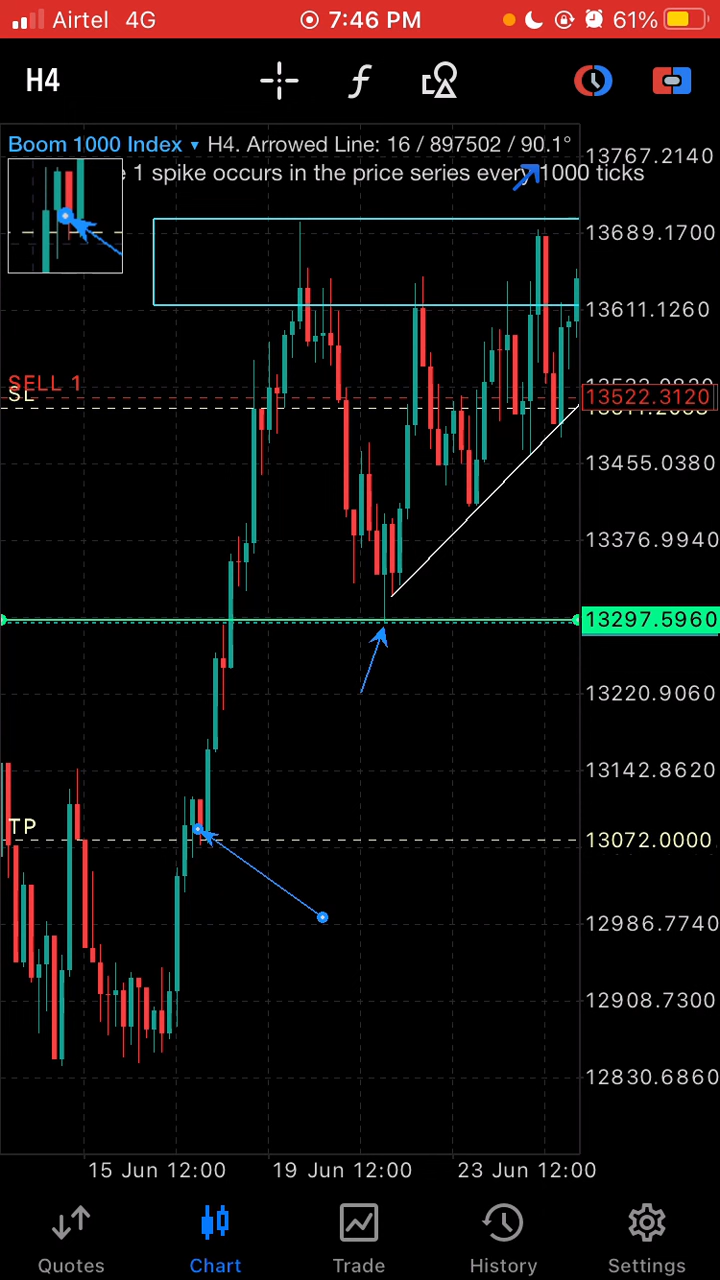 Airtel 4G 7:46 PM 61%
H4
Boom 1000 Index ▾ H4. Arrowed Line: 16 / 897502 / 90.1°
1 spike occurs in the price series every 1000 ticks
13767.2140
13689.1700
13611.1260
SELL 1
SL
13522.3120
13455.0380
13376.9940
13297.5960
13220.9060
13142.8620
TP
13072.0000
12986.7740
12908.7300
12830.6860
15 Jun 12:00 19 Jun 12:00 23 Jun 12:00
Quotes Chart Trade History Settings